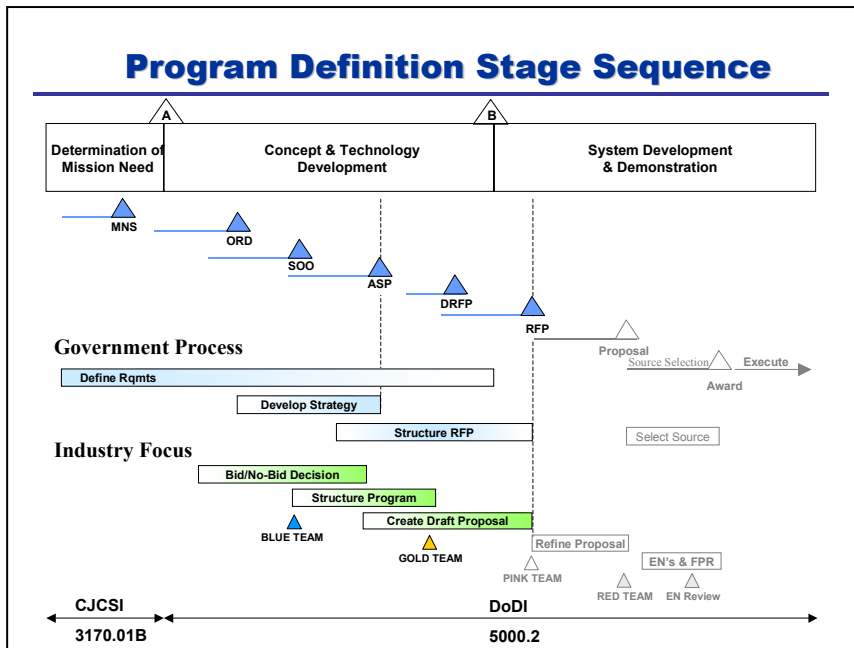 Program Definition Stage Sequence
A
B
Determination of
Mission Need
Concept & Technology
Development
System Development
& Demonstration
MNS
ORD
SOO
ASP
DRFP
RFP
Proposal
Source Selection
Execute
Award
Government Process
Define Rqmts
Develop Strategy
Structure RFP
Select Source
Industry Focus
Bid/No-Bid Decision
Structure Program
Create Draft Proposal
BLUE TEAM
GOLD TEAM
Refine Proposal
EN's & FPR
PINK TEAM
RED TEAM
EN Review
CJCSI
3170.01B
DoDI
5000.2